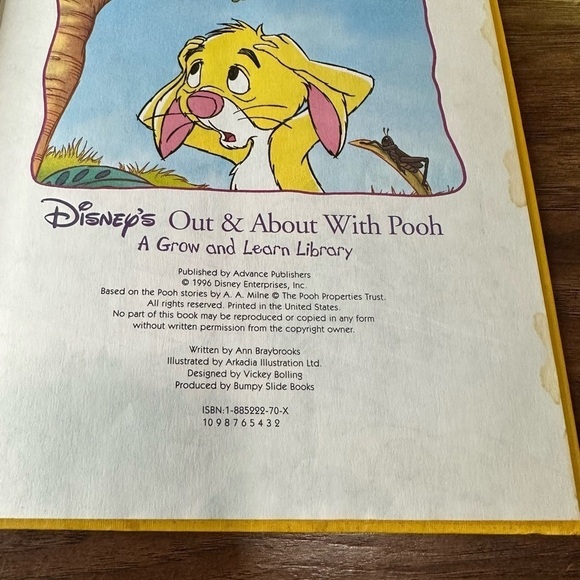 Disney's Out & About With Pooh
A Grow and Learn Library
Published by Advance Publishers
© 1996 Disney Enterprises, Inc.
Based on the Pooh stories by A. A. Milne © The Pooh Properties Trust.
All rights reserved. Printed in the United States.
No part of this book may be reproduced or copied in any form
without written permission from the copyright owner.
Written by Ann Braybrooks
Illustrated by Arkadia Illustration Ltd.
Designed by Vickey Bolling
Produced by Bumpy Slide Books
ISBN:1-885222-70-X
10 9 8 7 6 5 4 3 2